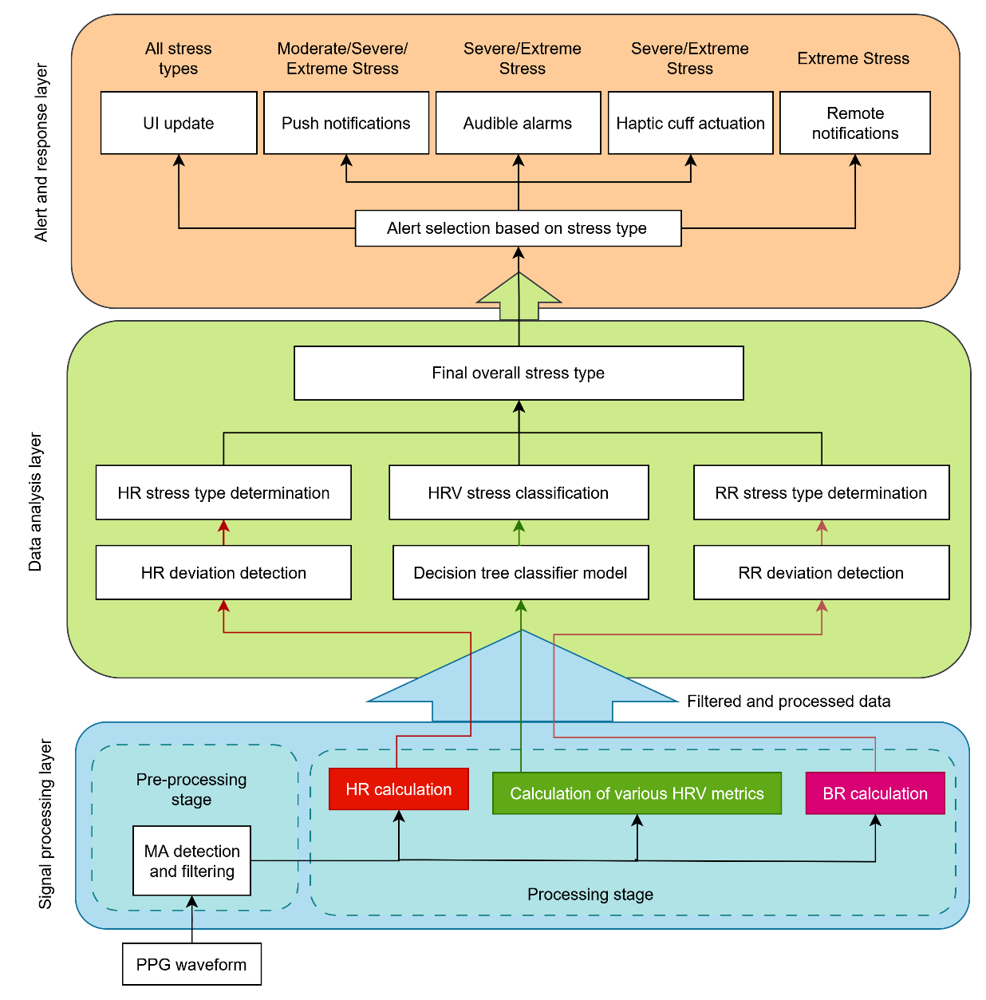 Alert and response layer
All stress
types
Moderate/Severe/
Extreme Stress
Severe/Extreme
Stress
Severe/Extreme
Stress
Extreme Stress
UI update
Push notifications
Audible alarms
Haptic cuff actuation
Remote
notifications
Alert selection based on stress type
Data analysis layer
Final overall stress type
HR stress type determination
HRV stress classification
RR stress type determination
HR deviation detection
Decision tree classifier model
RR deviation detection
Filtered and processed data
Signal processing layer
Pre-processing
stage
HR calculation
Calculation of various HRV metrics
BR calculation
MA detection
and filtering
Processing stage
PPG waveform